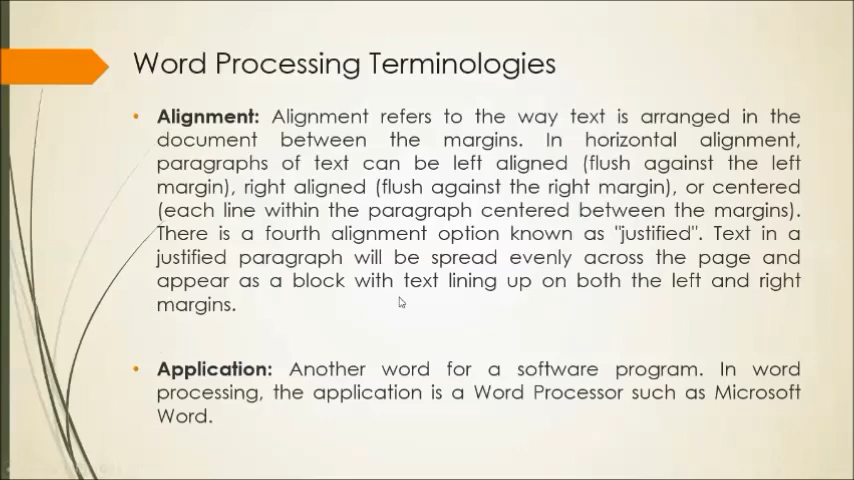 Word Processing Terminologies
• Alignment: Alignment refers to the way text is arranged in the
document between the margins. In horizontal alignment,
paragraphs of text can be left aligned (flush against the left
margin), right aligned (flush against the right margin), or centered
(each line within the paragraph centered between the margins).
There is a fourth alignment option known as "justified". Text in a
justified paragraph will be spread evenly across the page and
appear as a block with text lining up on both the left and right
margins.
• Application: Another word for a software program. In word
processing, the application is a Word Processor such as Microsoft
Word.